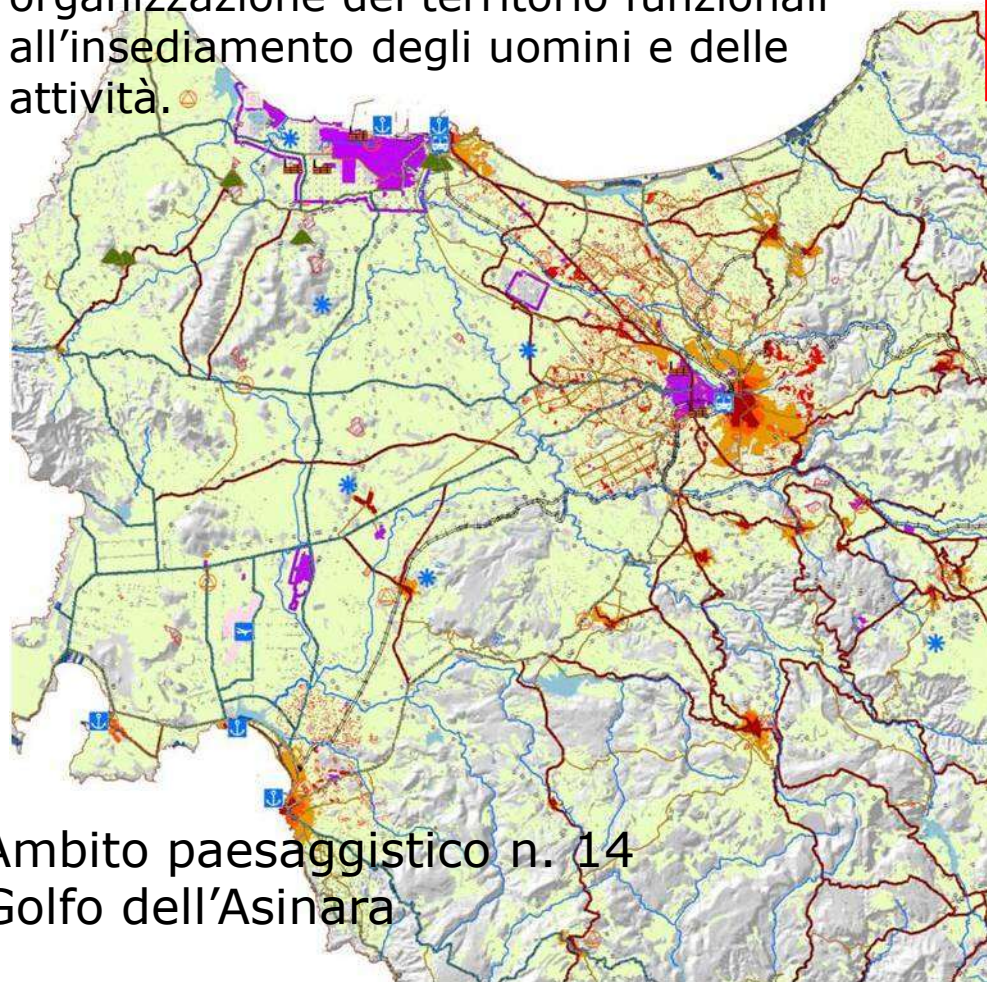 organizzazione del territorio funzionali
all’insediamento degli uomini e delle
attività.
Ambito paesaggistico n. 14
Golfo dell’Asinara